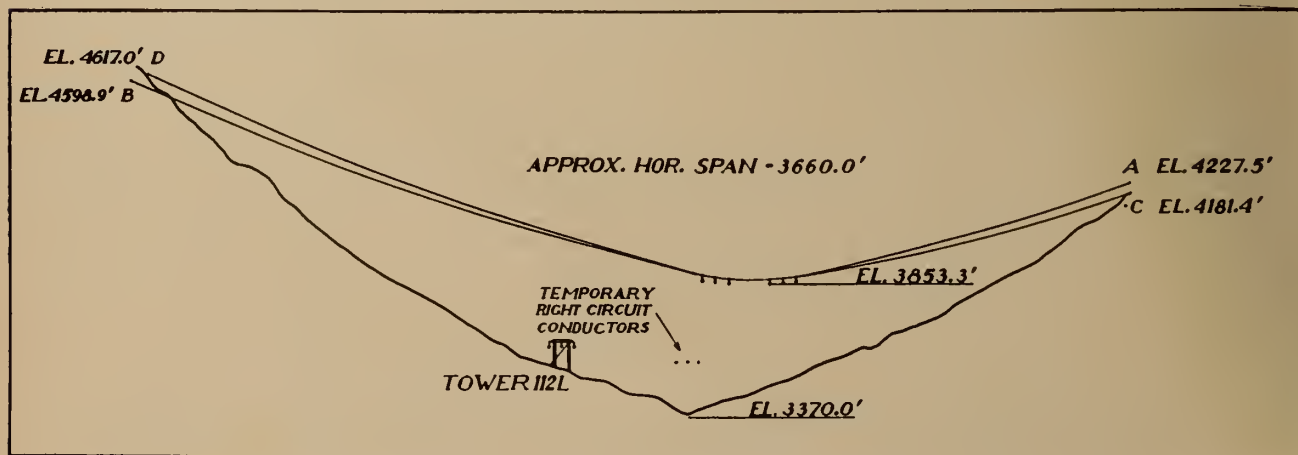 EL. 4617.0' D
EL. 4598.9' B
APPROX. HOR. SPAN - 3660.0'
A EL. 4227.5'
C EL. 4181.4'
EL. 3853.3'
TEMPORARY
RIGHT CIRCUIT
CONDUCTORS
TOWER 112L
EL. 3370.0'